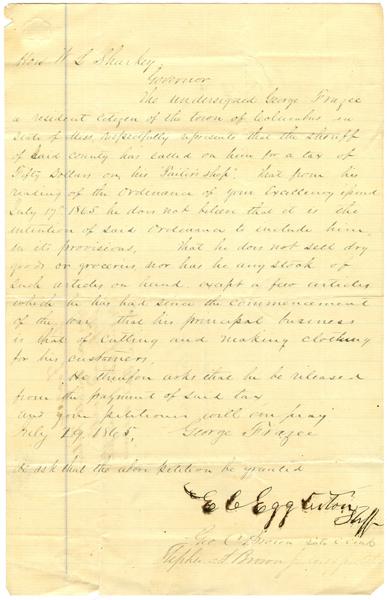 Hon W L Sharkey
Governor
The undersigned George Frazee
a resident citizen of the town of Columbus in
State of Miss, respectfully represents that the Sheriff
of said county has called on him for a tax of
Fifty Dollars on his "Tailor's shop". That from his
reading of the Ordinance of your Excellency
July 17th 1865 he does not believe that it is the
intention of said Ordinance to include him
in its provisions, That he does not sell dry
goods or groceries, nor has he any stock of
such articles on hand except a few articles
which he has had since the commencement
of the war that his principal business
is that of Cutting and making clothing
for his customers.
He therefore asks that he be released
from the payment of said tax
and your petitioner will ever pray
July 29, 1865, George Frazee
We ask that the above petition be granted
E C Eggleston Shff
Geo Brown Clerk
Stephen A Brown